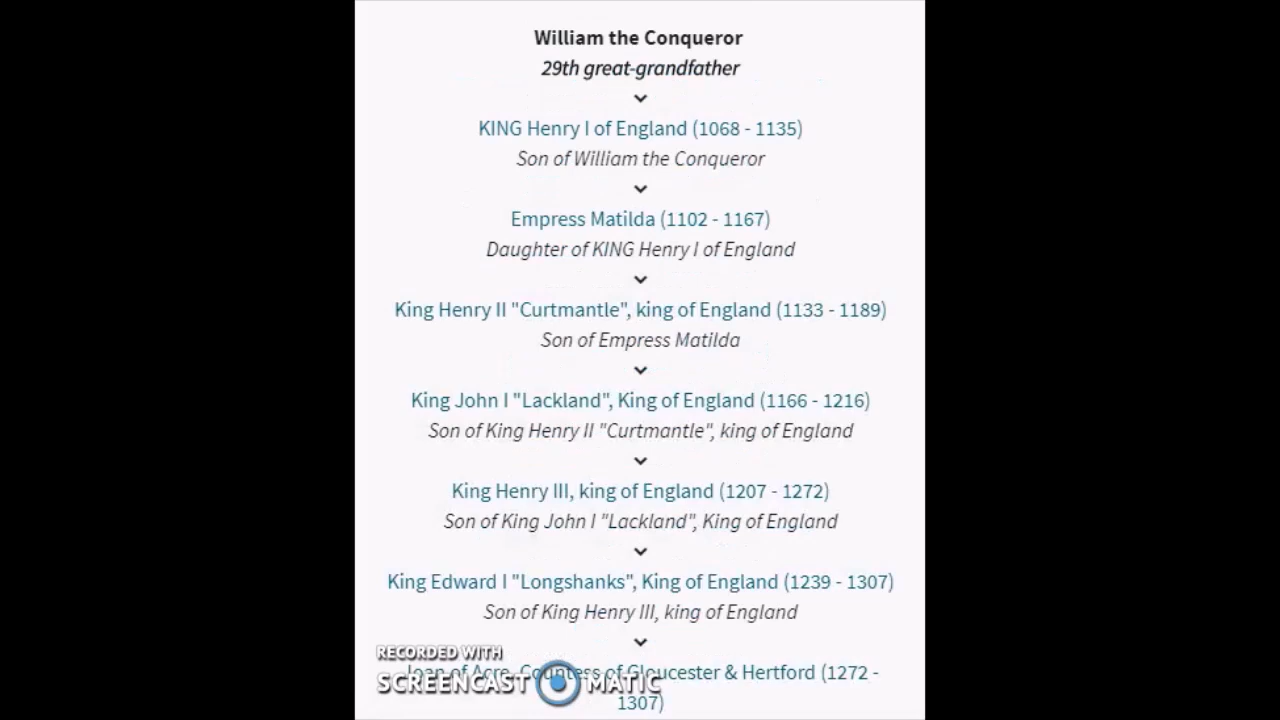 William the Conqueror
29th great-grandfather
KING Henry I of England (1068 - 1135)
Son of William the Conqueror
Empress Matilda (1102 - 1167)
Daughter of KING Henry I of England
King Henry II "Curtmantle", king of England (1133 - 1189)
Son of Empress Matilda
King John I "Lackland", King of England (1166 - 1216)
Son of King Henry II "Curtmantle", king of England
King Henry III, king of England (1207 - 1272)
Son of King John I "Lackland", King of England
King Edward I "Longshanks", King of England (1239 - 1307)
Son of King Henry III, king of England
Joan of Acre, Countess of Gloucester & Hertford (1272 -
1307)
RECORDED WITH
SCREENCAST MATIC